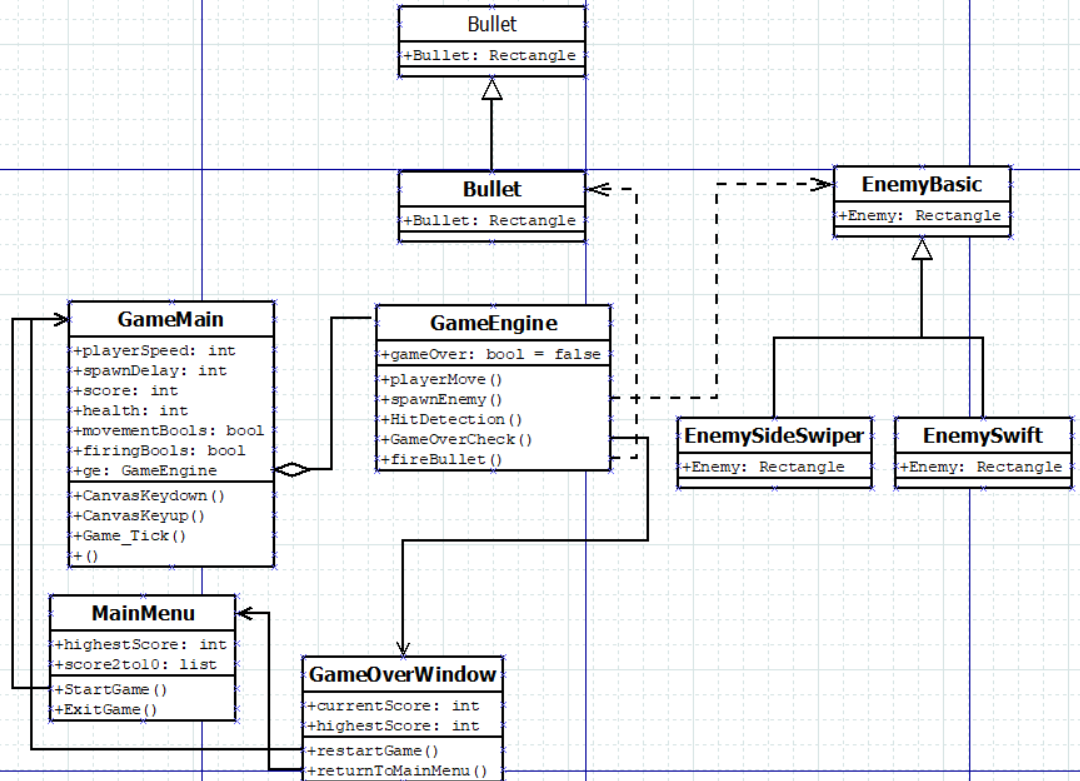 Bullet
+Bullet: Rectangle
Bullet
+Bullet: Rectangle
EnemyBasic
+Enemy: Rectangle
GameMain
+playerSpeed: int
+spawnDelay: int
+score: int
+health: int
+movementBools: bool
+firingBools: bool
+ge: GameEngine
+CanvasKeydown()
+CanvasKeyup()
+Game_Tick()
+()
GameEngine
+gameOver: bool = false
+playerMove()
+spawnEnemy()
+HitDetection()
+GameOverCheck()
+fireBullet()
EnemySideSwiper
+Enemy: Rectangle
EnemySwift
+Enemy: Rectangle
MainMenu
+highestScore: int
+score2to10: list
+StartGame()
+ExitGame()
GameOverWindow
+currentScore: int
+highestScore: int
+restartGame()
+returnToMainMenu()